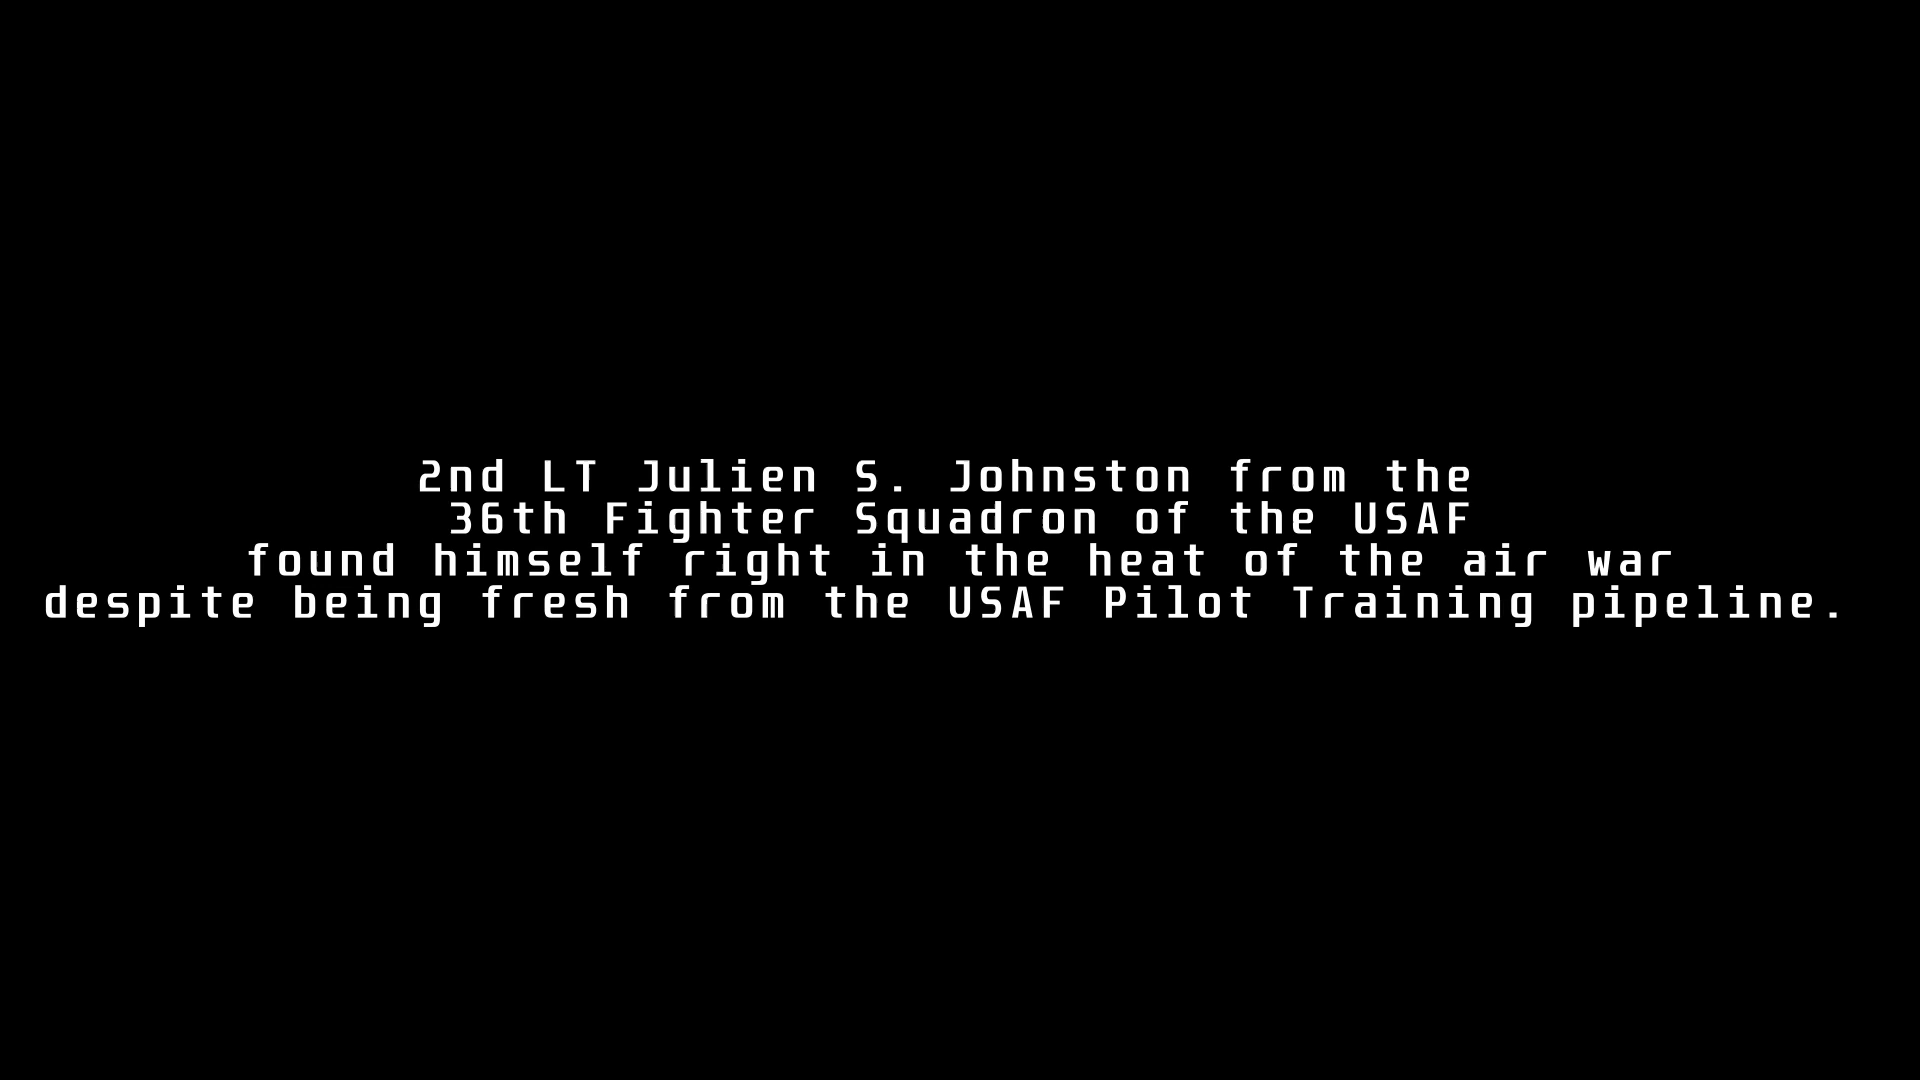 2nd LT Julien S. Johnston from the
36th Fighter Squadron of the USAF
found himself right in the heat of the air war
despite being fresh from the USAF Pilot Training pipeline.